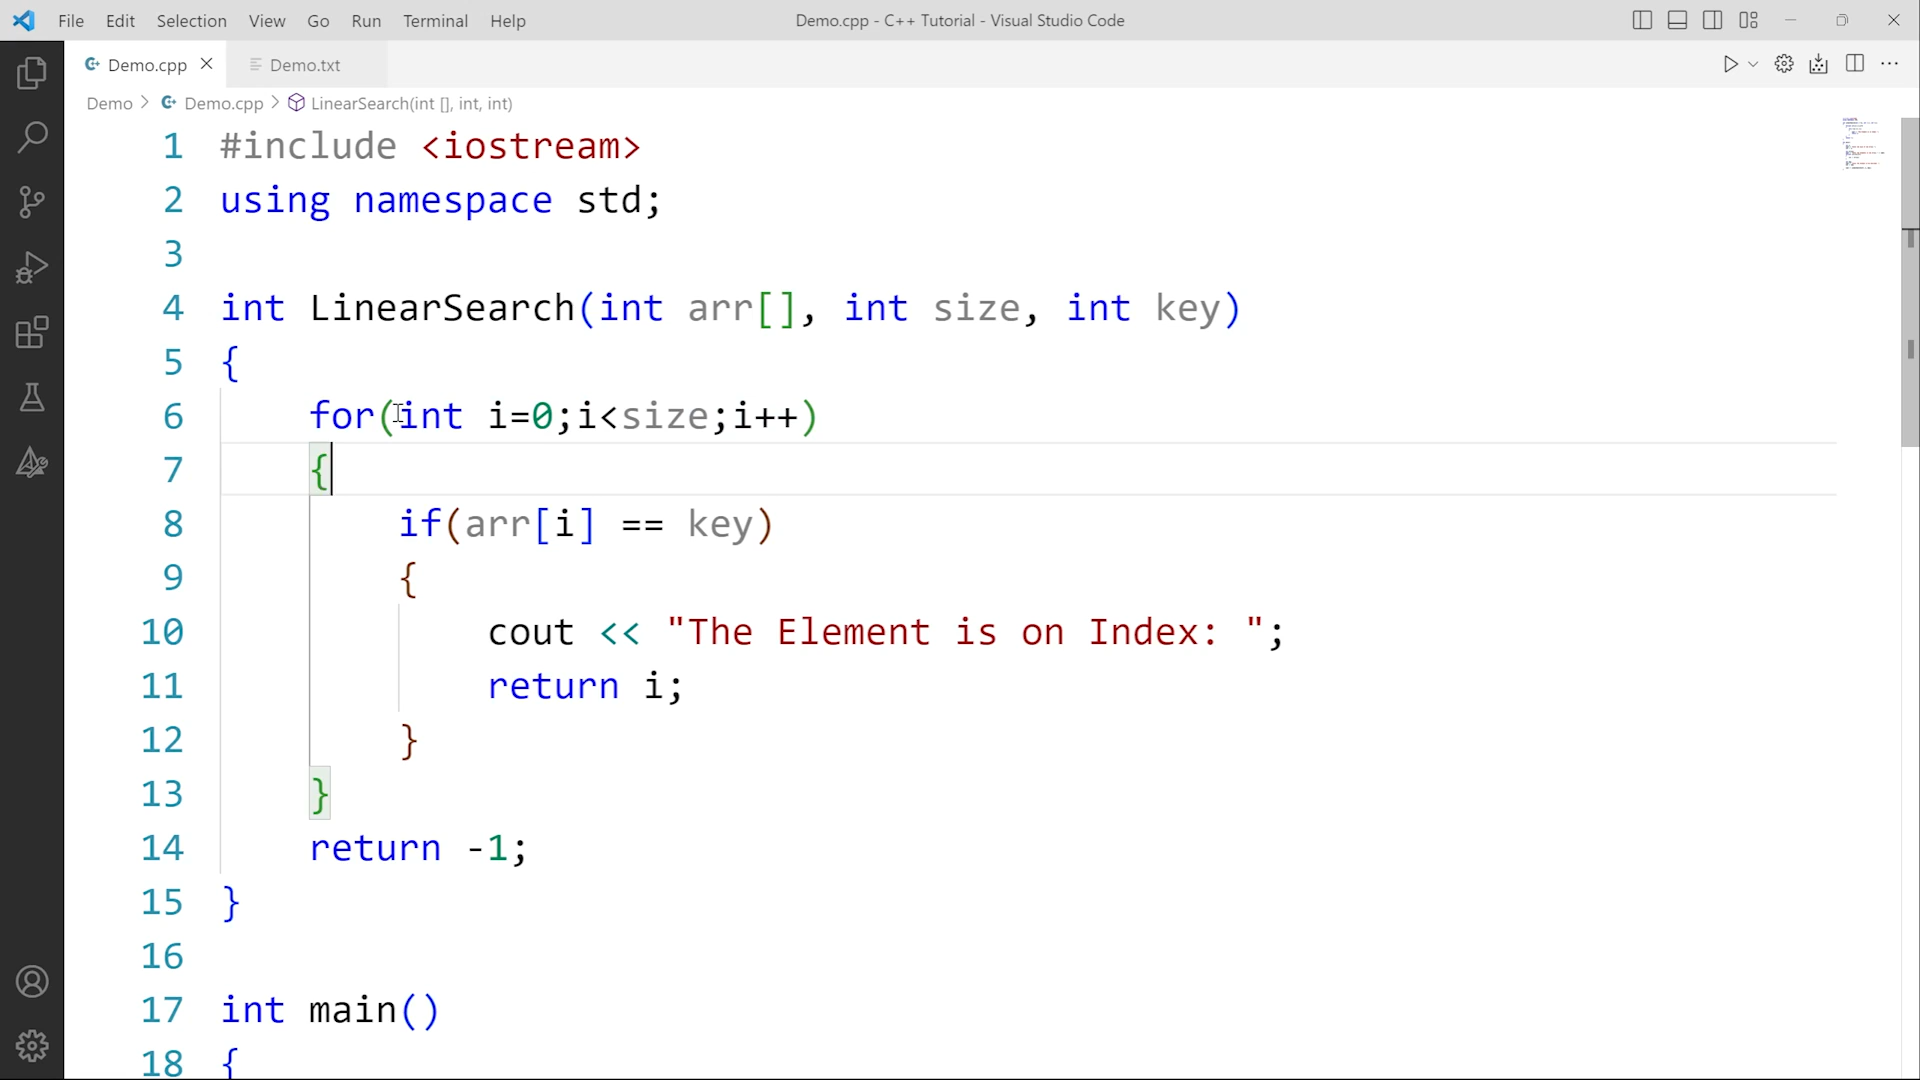 File Edit Selection View Go Run Terminal Help Demo.cpp - C++ Tutorial - Visual Studio Code
Demo.cpp Demo.txt
Demo > Demo.cpp > LinearSearch(int [], int, int)
1 #include <iostream>
2 using namespace std;
3
4 int LinearSearch(int arr[], int size, int key)
5 {
6 for(int i=0;i<size;i++)
7 {
8 if(arr[i] == key)
9 {
10 cout << "The Element is on Index: ";
11 return i;
12 }
13 }
14 return -1;
15 }
16
17 int main()
18 {